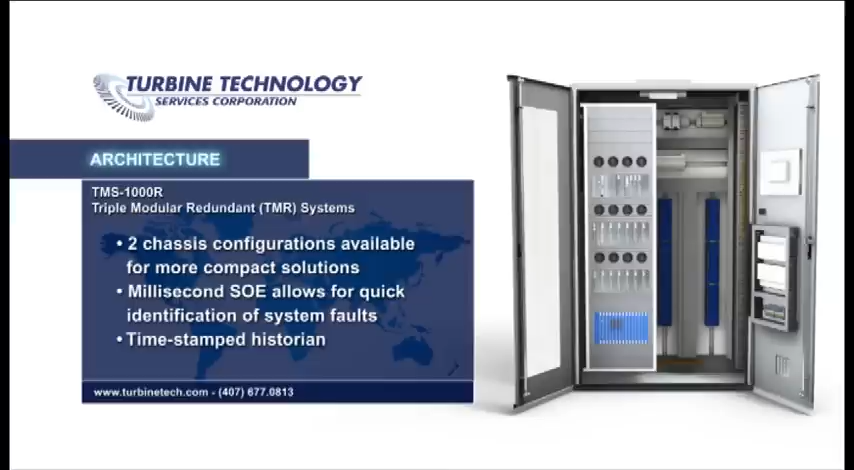 TURBINE TECHNOLOGY
SERVICES CORPORATION
ARCHITECTURE
TMS-1000R
Triple Modular Redundant (TMR) Systems
• 2 chassis configurations available
for more compact solutions
• Millisecond SOE allows for quick
identification of system faults
• Time-stamped historian
www.turbinetech.com - (407) 677.0813